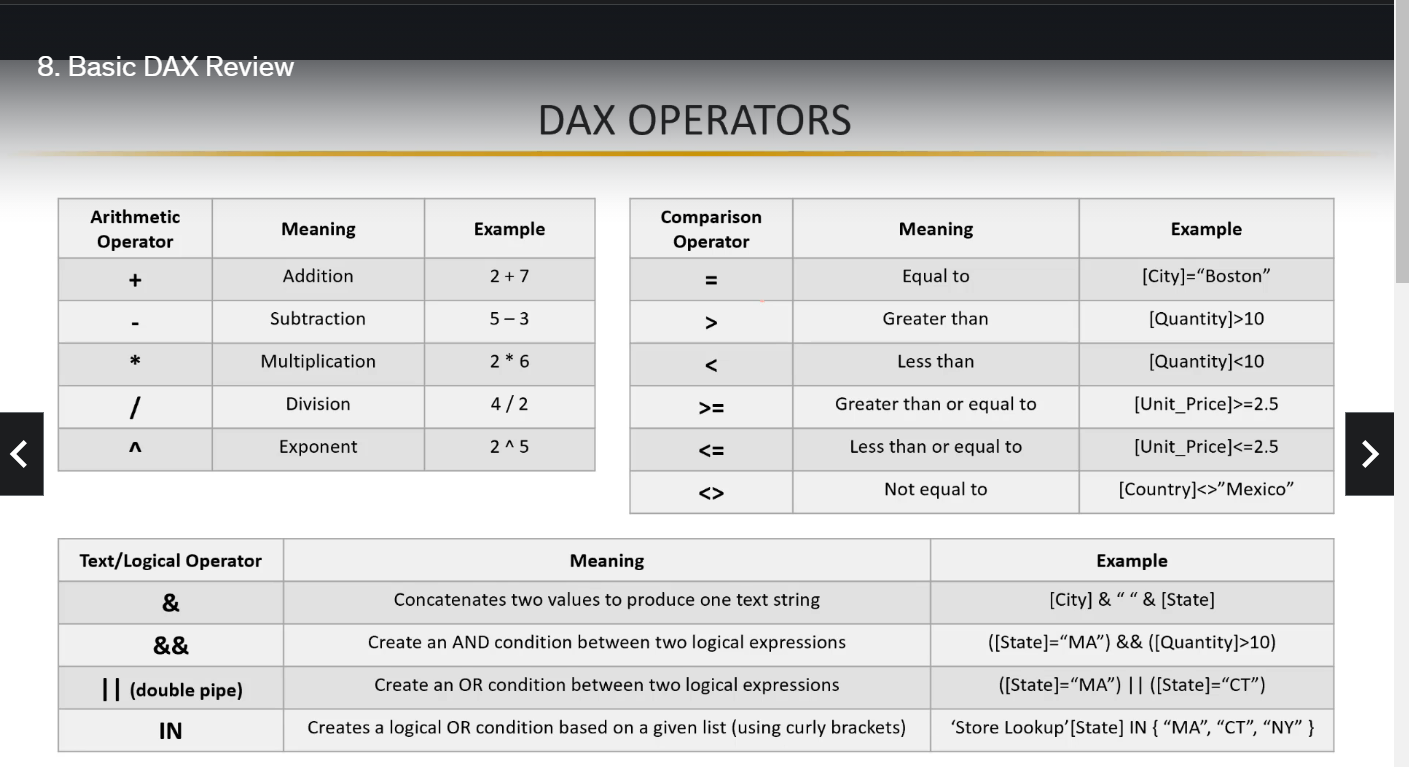 8. Basic DAX Review
DAX OPERATORS
Arithmetic Operator Meaning Example
+ Addition 2 + 7
- Subtraction 5 – 3
* Multiplication 2 * 6
/ Division 4 / 2
^ Exponent 2 ^ 5
Comparison Operator Meaning Example
= Equal to [City]=“Boston”
> Greater than [Quantity]>10
< Less than [Quantity]<10
>= Greater than or equal to [Unit_Price]>=2.5
<= Less than or equal to [Unit_Price]<=2.5
<> Not equal to [Country]<>”Mexico”
Text/Logical Operator Meaning Example
& Concatenates two values to produce one text string [City] & “ “ & [State]
&& Create an AND condition between two logical expressions ([State]=“MA”) && ([Quantity]>10)
|| (double pipe) Create an OR condition between two logical expressions ([State]=“MA”) || ([State]=“CT”)
IN Creates a logical OR condition based on a given list (using curly brackets) ‘Store Lookup’[State] IN { “MA”, “CT”, “NY” }